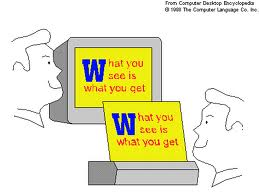 From Computer Desktop Encyclopedia
© 1998 The Computer Language Co. Inc.
What you
see is
what you get
What you
see is
what you get